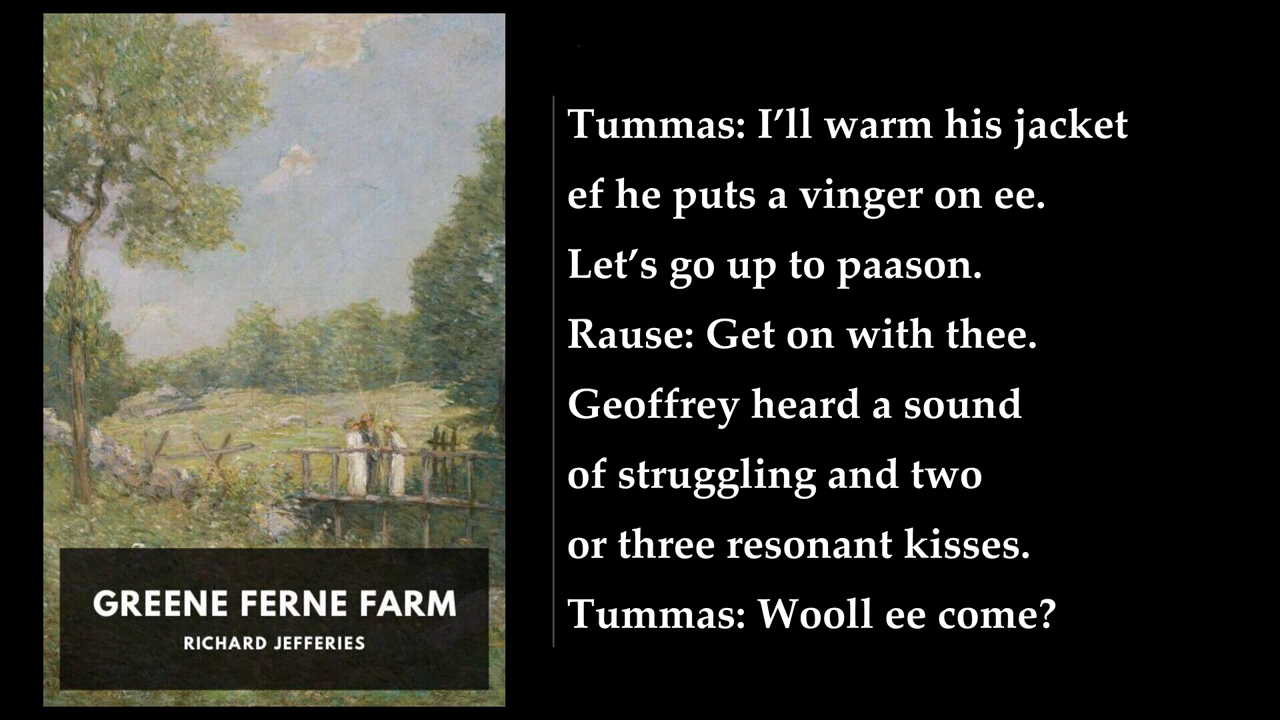 Tummas: I’ll warm his jacket
ef he puts a vinger on ee.
Let’s go up to paason.
Rause: Get on with thee.
Geoffrey heard a sound
of struggling and two
or three resonant kisses.
Tummas: Wooll ee come?
GREENE FERNE FARM
RICHARD JEFFERIES